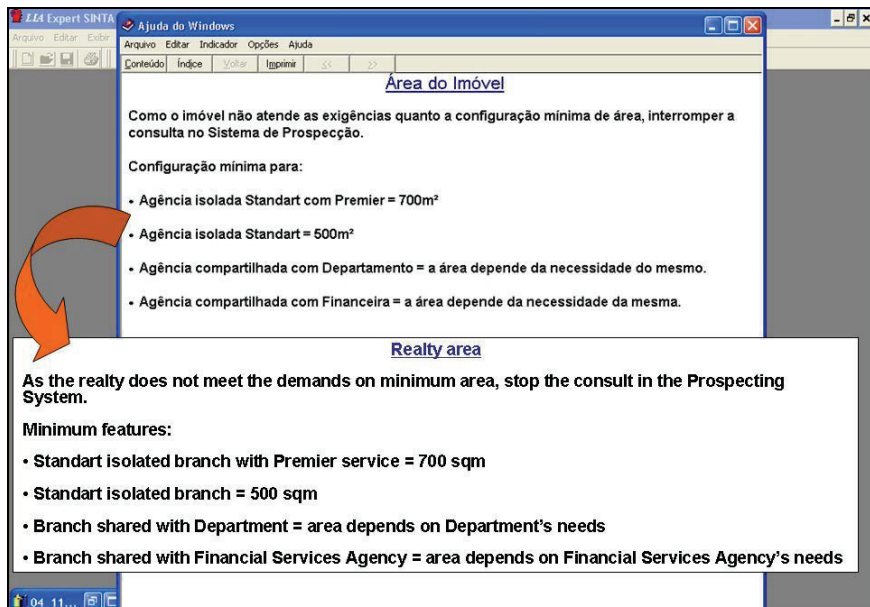 LIA Expert SINTA
Arquivo Editar Exibir
Ajuda do Windows
Arquivo Editar Indicador Opções Ajuda
Conteúdo Índice Voltar Imprimir << >>
Área do Imóvel
Como o imóvel não atende as exigências quanto a configuração mínima de área, interromper a
consulta no Sistema de Prospecção.
Configuração mínima para:
• Agência isolada Standart com Premier = 700m²
• Agência isolada Standart = 500m²
• Agência compartilhada com Departamento = a área depende da necessidade do mesmo.
• Agência compartilhada com Financeira = a área depende da necessidade da mesma.
Realty area
As the realty does not meet the demands on minimum area, stop the consult in the Prospecting
System.
Minimum features:
• Standart isolated branch with Premier service = 700 sqm
• Standart isolated branch = 500 sqm
• Branch shared with Department = area depends on Department's needs
• Branch shared with Financial Services Agency = area depends on Financial Services Agency's needs
04_11...